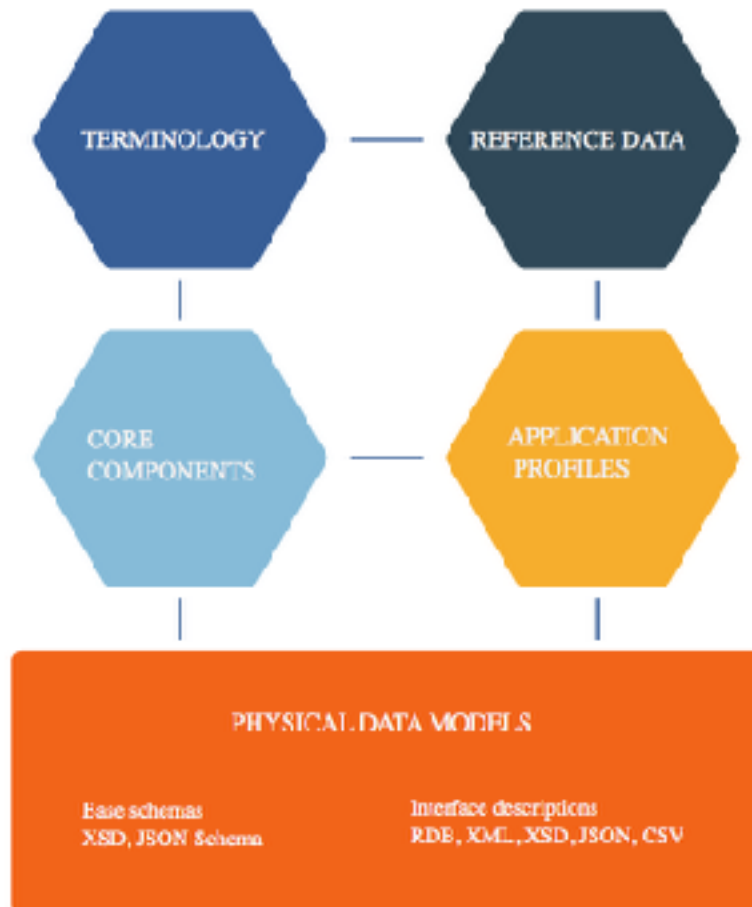 TERMINOLOGY
REFERENCE DATA
CORE
COMPONENTS
APPLICATION
PROFILES
PHYSICAL DATA MODELS
Base schemas
XSD, JSON Schema
Interface descriptions
RDB, XML, XSD, JSON, CSV